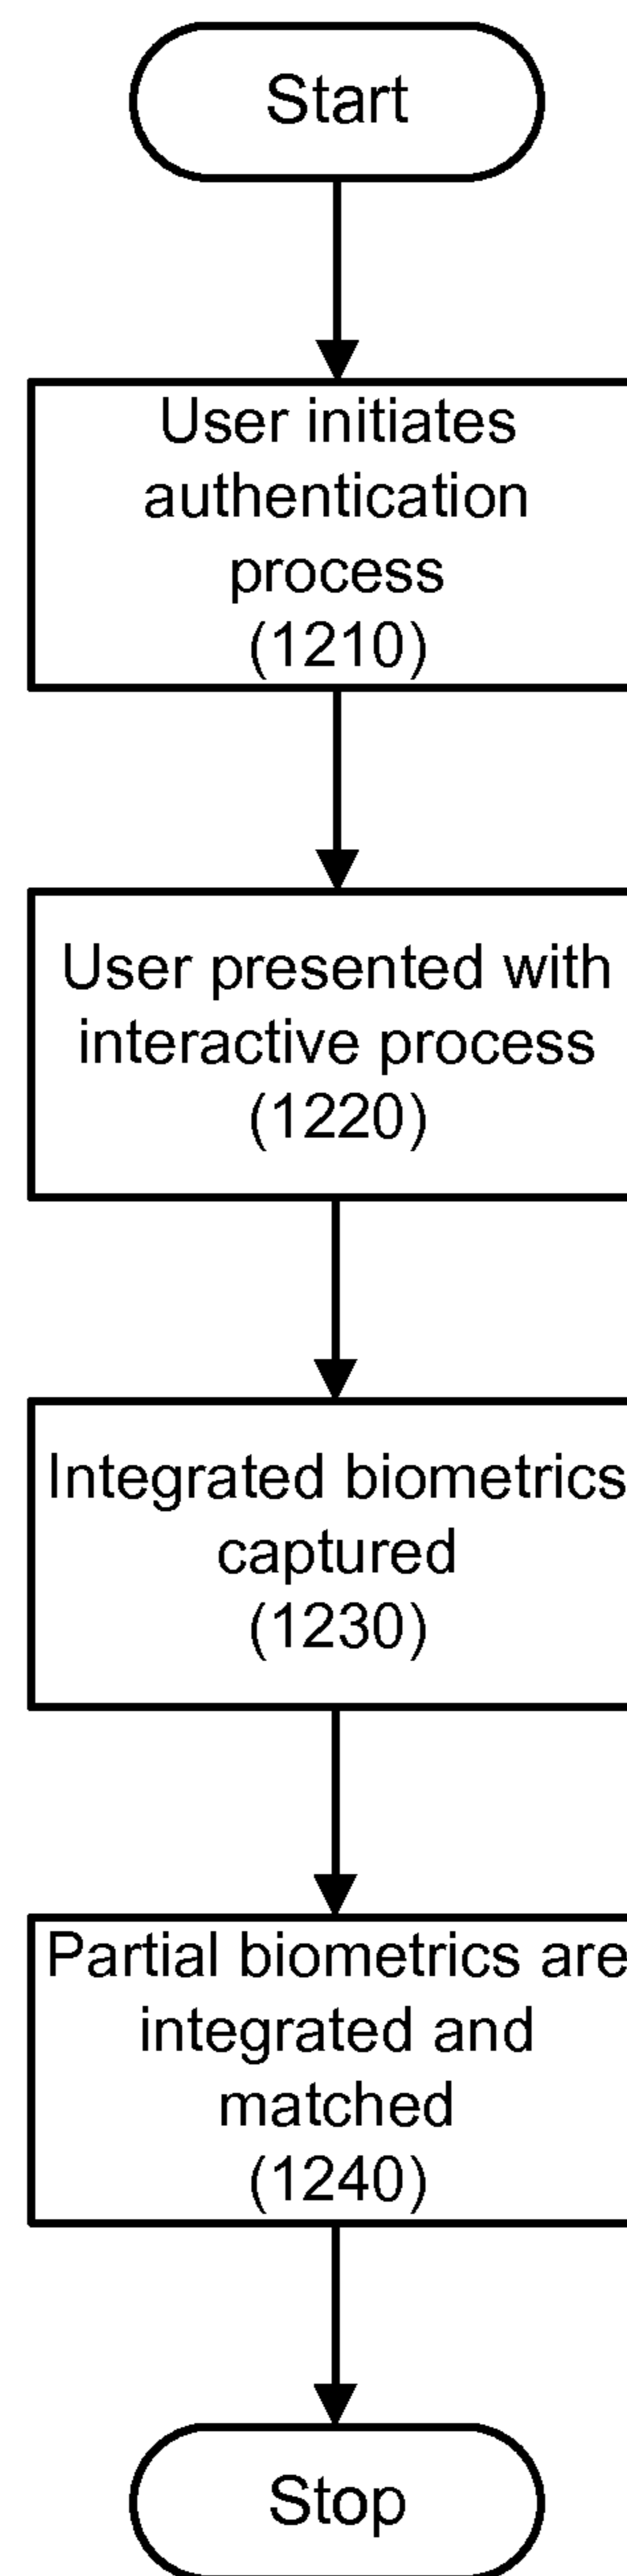 Start
User initiates
authentication
process
(1210)
User presented with
interactive process
(1220)
Integrated biometrics
captured
(1230)
Partial biometrics are
integrated and
matched
(1240)
Stop